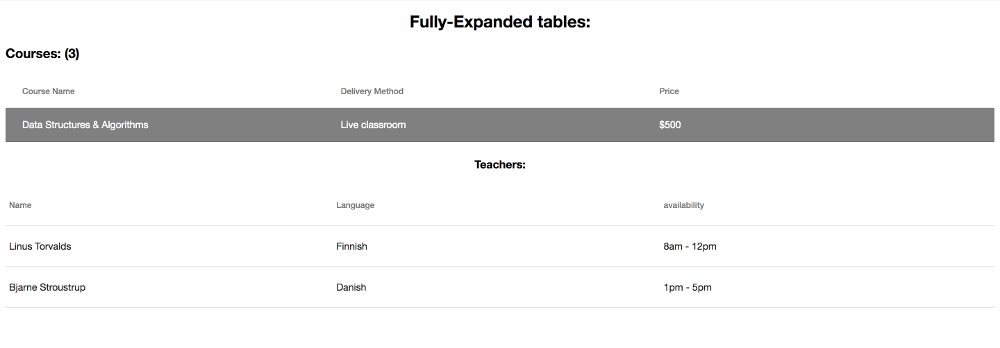 Fully-Expanded tables:
Courses: (3)
Course Name Delivery Method Price
Data Structures & Algorithms Live classroom $500
Teachers:
Name Language availability
Linus Torvalds Finnish 8am - 12pm
Bjarne Stroustrup Danish 1pm - 5pm